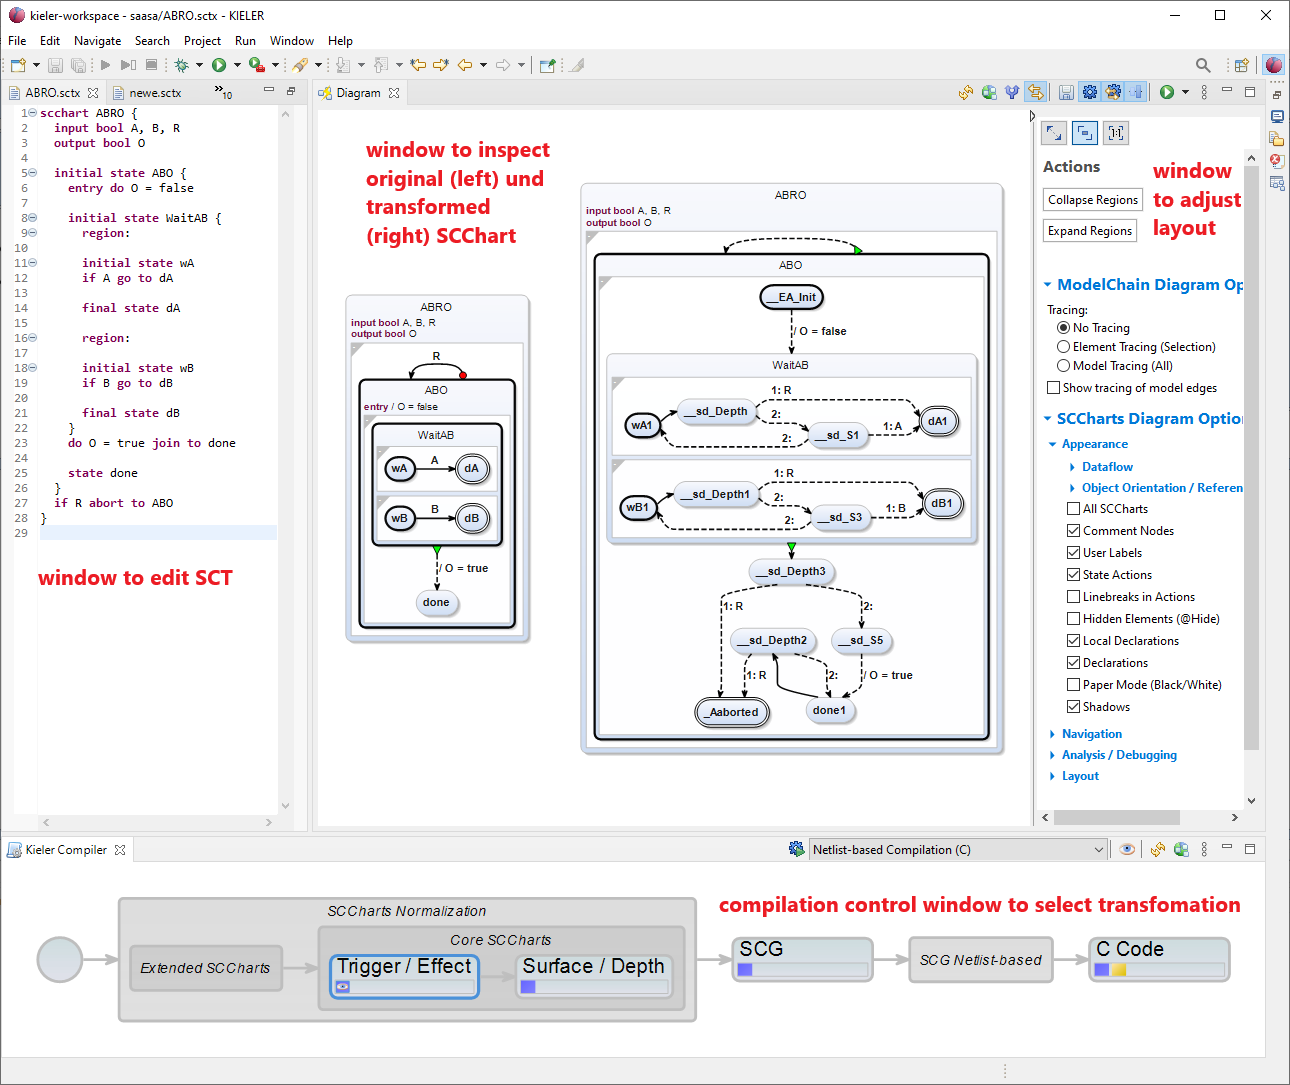 kieler-workspace - saasa/ABRO.sctx - KIELER
File Edit Navigate Search Project Run Window Help
ABRO.sctx newe.sctx »10
1 scchart ABRO {
2 input bool A, B, R
3 output bool O
4
5 initial state ABO {
6 entry do O = false
7
8 initial state WaitAB {
9 region:
10
11 initial state wA
12 if A go to dA
13
14 final state dA
15
16 region:
17
18 initial state wB
19 if B go to dB
20
21 final state dB
22 }
23 do O = true join to done
24
25 state done
26 }
27 if R abort to ABO
28 }
29
window to edit SCT
Diagram
window to inspect
original (left) und
transformed
(right) SCChart
ABRO
input bool A, B, R
output bool O
R
ABO
entry / O = false
WaitAB
wA A dA
wB B dB
/ O = true
done
ABRO
input bool A, B, R
output bool O
ABO
__EA_Init
/ O = false
WaitAB
1: R
__sd_Depth
2:
wA1
dA1
__sd_S1
1: A
2:
1: R
__sd_Depth1
2:
wB1
dB1
__sd_S3
1: B
2:
__sd_Depth3
1: R
2:
__sd_Depth2
__sd_S5
1: R
2:
/ O = true
_Aaborted
done1
Actions
Collapse Regions
Expand Regions
window
to adjust
layout
ModelChain Diagram Op
Tracing:
No Tracing
Element Tracing (Selection)
Model Tracing (All)
Show tracing of model edges
SCCharts Diagram Option
Appearance
Dataflow
Object Orientation / Referen
All SCCharts
Comment Nodes
User Labels
State Actions
Linebreaks in Actions
Hidden Elements (@Hide)
Local Declarations
Declarations
Paper Mode (Black/White)
Shadows
Navigation
Analysis / Debugging
Layout
Kieler Compiler
Netlist-based Compilation (C)
compilation control window to select transfomation
SCCharts Normalization
Extended SCCharts
Core SCCharts
Trigger / Effect
Surface / Depth
SCG
SCG Netlist-based
C Code